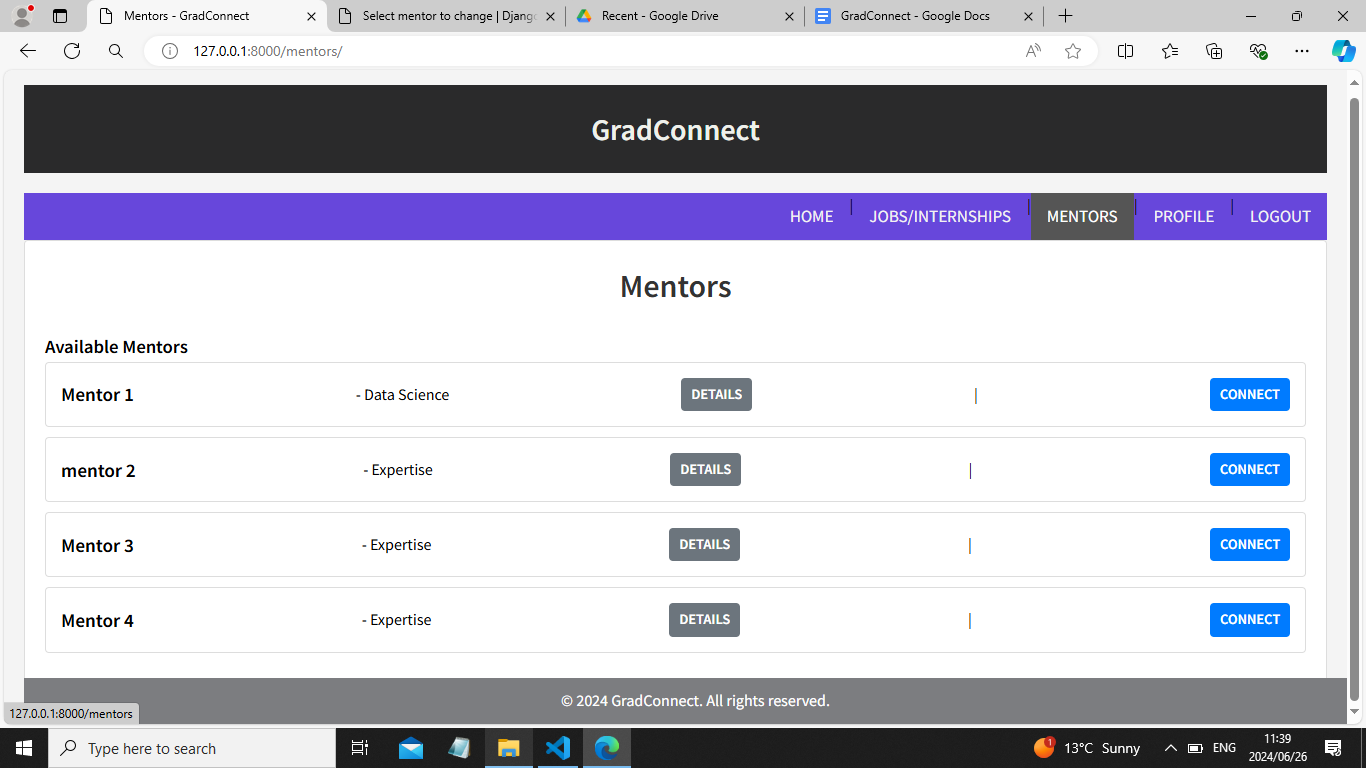 Mentors - GradConnect
Select mentor to change | Djang
Recent - Google Drive
GradConnect - Google Docs
127.0.0.1:8000/mentors/
GradConnect
HOME | JOBS/INTERNSHIPS | MENTORS | PROFILE | LOGOUT
Mentors
Available Mentors
Mentor 1 - Data Science DETAILS | CONNECT
mentor 2 - Expertise DETAILS | CONNECT
Mentor 3 - Expertise DETAILS | CONNECT
Mentor 4 - Expertise DETAILS | CONNECT
© 2024 GradConnect. All rights reserved.
127.0.0.1:8000/mentors
Type here to search
1
13°C Sunny
ENG
11:39
2024/06/26